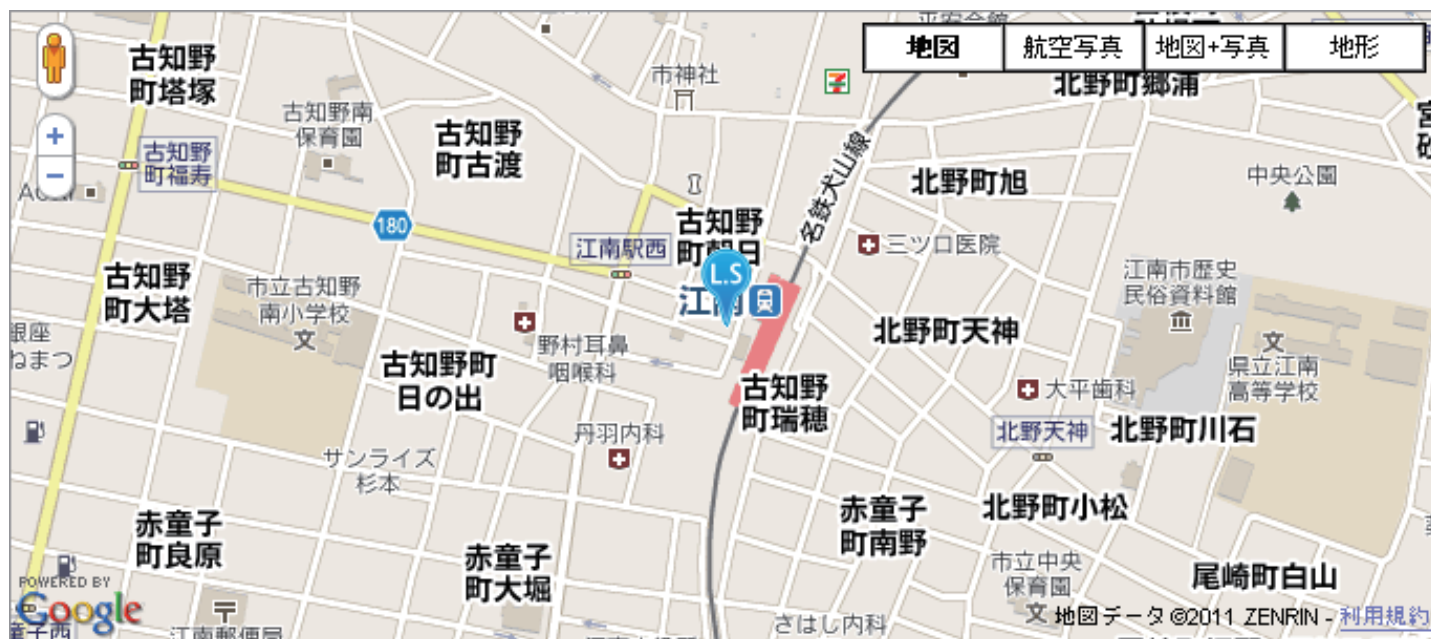 地図
航空写真
地図+写真
地形
平安会館
古知野
町塔塚
市神社
北野町郷浦
古知野南
保育園
古知野
町古渡
名鉄犬山線
古知野
町福寿
北野町旭
中央公園
180
古知野
町朝日
江南駅西
三ツ口医院
L.S
江南
古知野
町大塔
市立古知野
南小学校
江南市歴史
民俗資料館
北野町天神
銀座
ねまつ
野村耳鼻
咽喉科
古知野町
日の出
県立江南
高等学校
古知野
町瑞穂
大平歯科
丹羽内科
北野天神
北野町川石
サンライズ
杉本
北野町小松
赤童子
町良原
赤童子
町南野
赤童子
町大堀
市立中央
保育園
尾崎町白山
POWERED BY
Google
地図データ ©2011 ZENRIN - 利用規約
江南郵便局
さはし内科